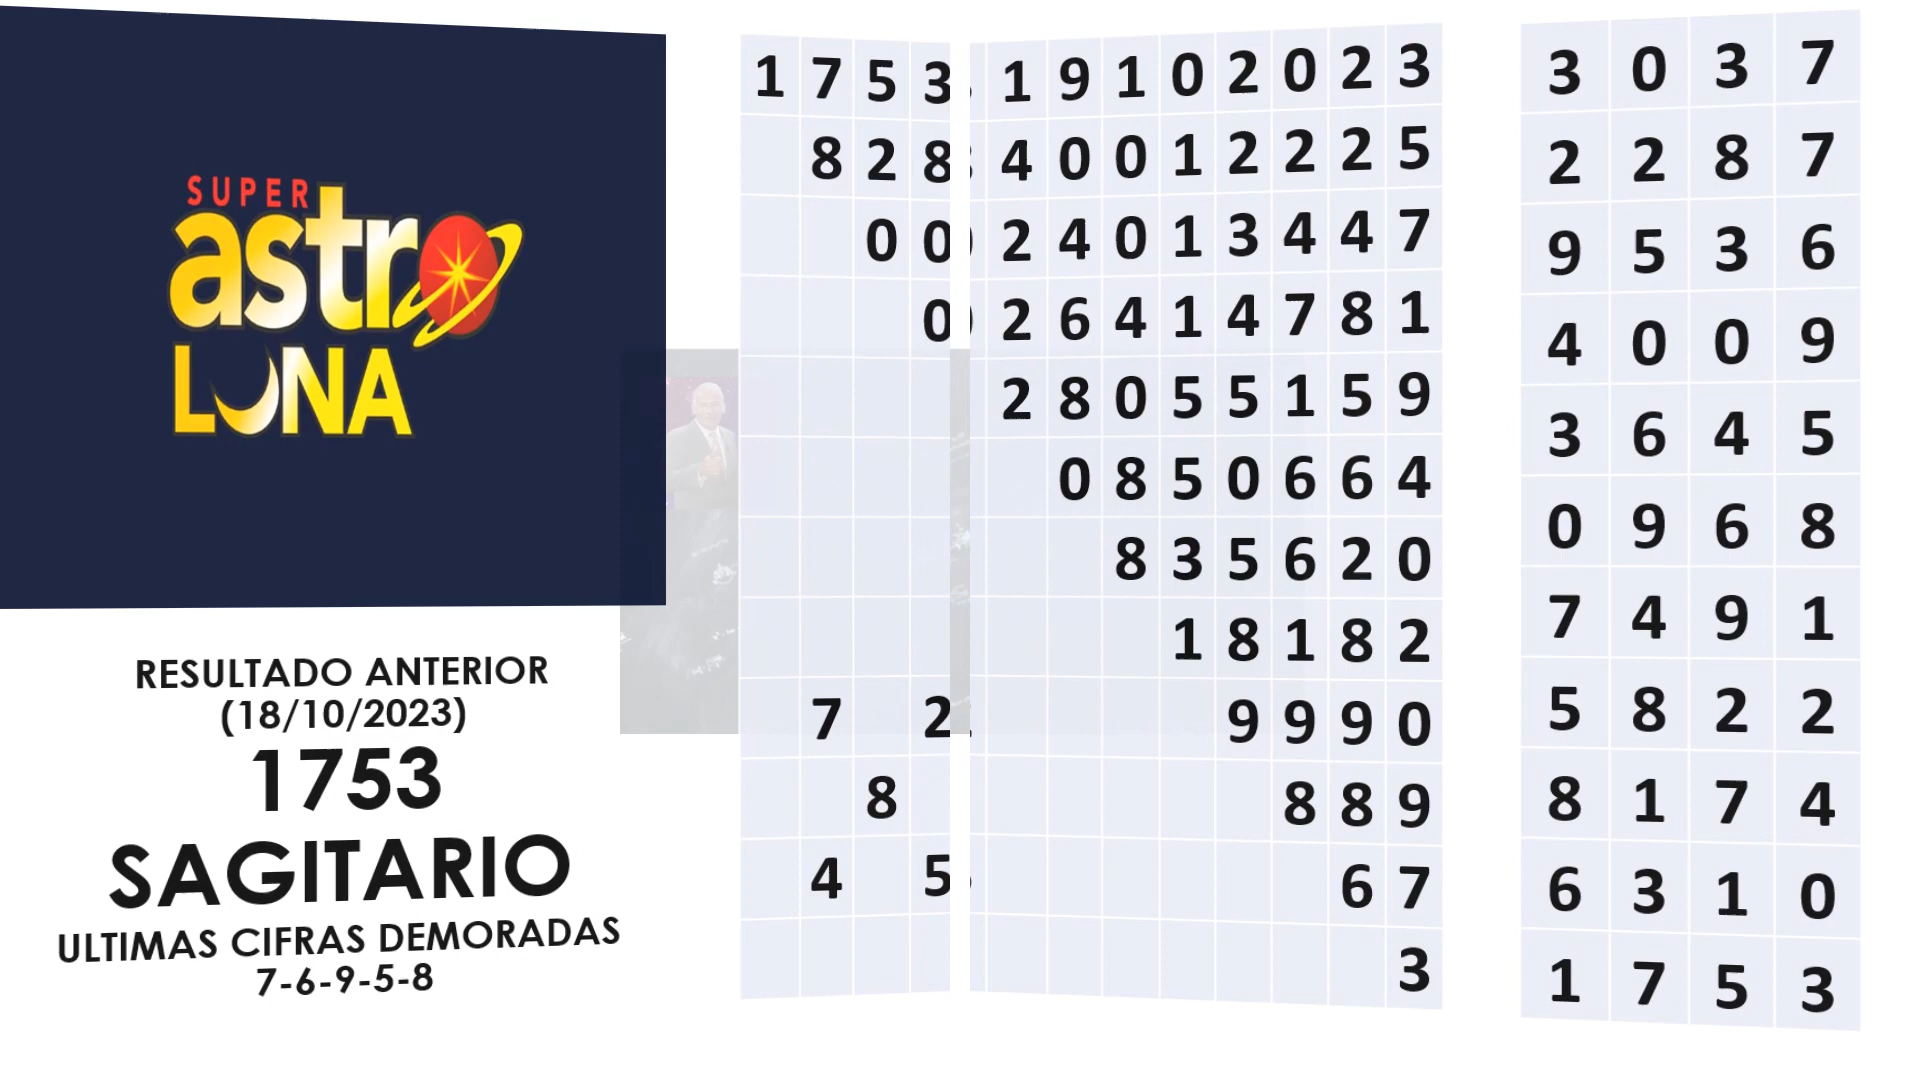 SUPER
astro
LUNA
RESULTADO ANTERIOR
(18/10/2023)
1753
SAGITARIO
ULTIMAS CIFRAS DEMORADAS
7-6-9-5-8
1 7 5 3
8 2 8
0 0
0
7 2
8
4 5
1 9 1 0 2 0 2 3
4 0 0 1 2 2 2 5
2 4 0 1 3 4 4 7
2 6 4 1 4 7 8 1
2 8 0 5 5 1 5 9
0 8 5 0 6 6 4
8 3 5 6 2 0
1 8 1 8 2
9 9 9 0
8 8 9
6 7
3
3 0 3 7
2 2 8 7
9 5 3 6
4 0 0 9
3 6 4 5
0 9 6 8
7 4 9 1
5 8 2 2
8 1 7 4
6 3 1 0
1 7 5 3